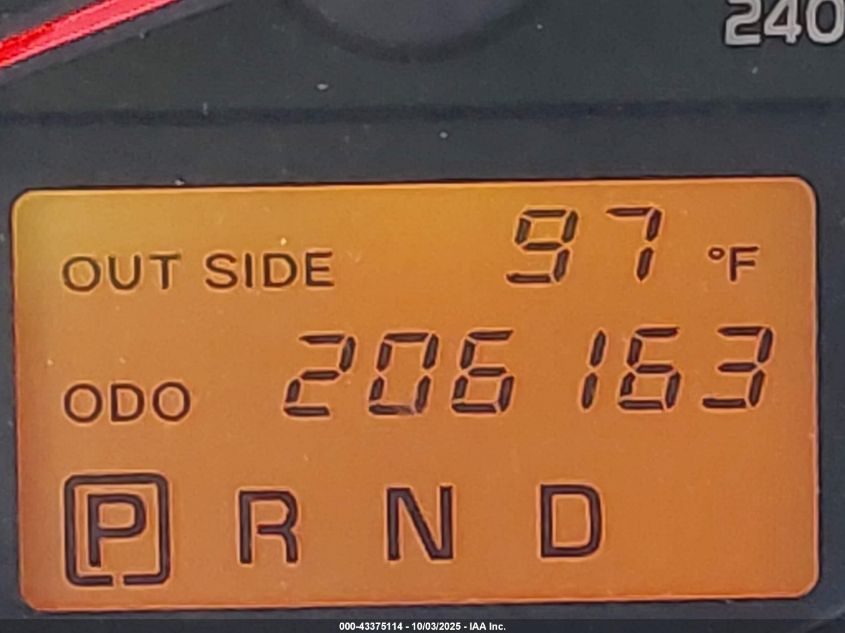 240
OUT SIDE 97 °F
ODO 206163
P R N D
000-43375114 - 10/03/2025 - IAA Inc.